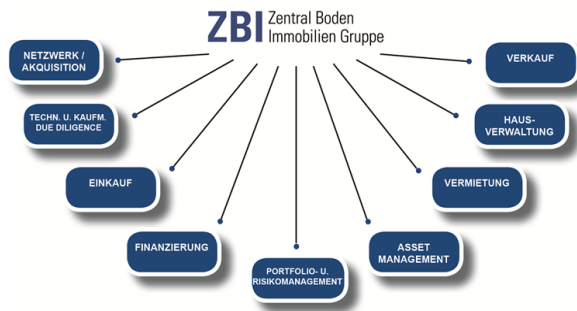 ZBI Zentral Boden
Immobilien Gruppe
NETZWERK /
AKQUISITION
TECHN. U. KAUFM.
DUE DILIGENCE
EINKAUF
FINANZIERUNG
PORTFOLIO- U.
RISIKOMANAGEMENT
ASSET
MANAGEMENT
VERMIETUNG
HAUS-
VERWALTUNG
VERKAUF